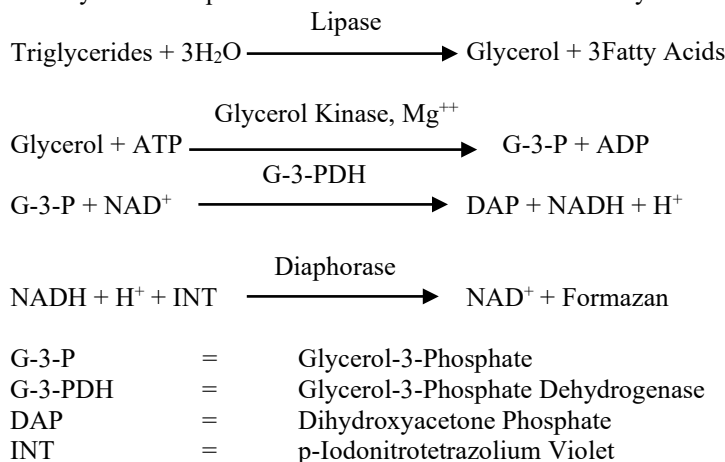 Lipase
Triglycerides + 3H₂O → Glycerol + 3Fatty Acids
Glycerol Kinase, Mg⁺⁺
Glycerol + ATP → G-3-P + ADP
G-3-PDH
G-3-P + NAD⁺ → DAP + NADH + H⁺
Diaphorase
NADH + H⁺ + INT → NAD⁺ + Formazan
G-3-P = Glycerol-3-Phosphate
G-3-PDH = Glycerol-3-Phosphate Dehydrogenase
DAP = Dihydroxyacetone Phosphate
INT = p-Iodonitrotetrazolium Violet